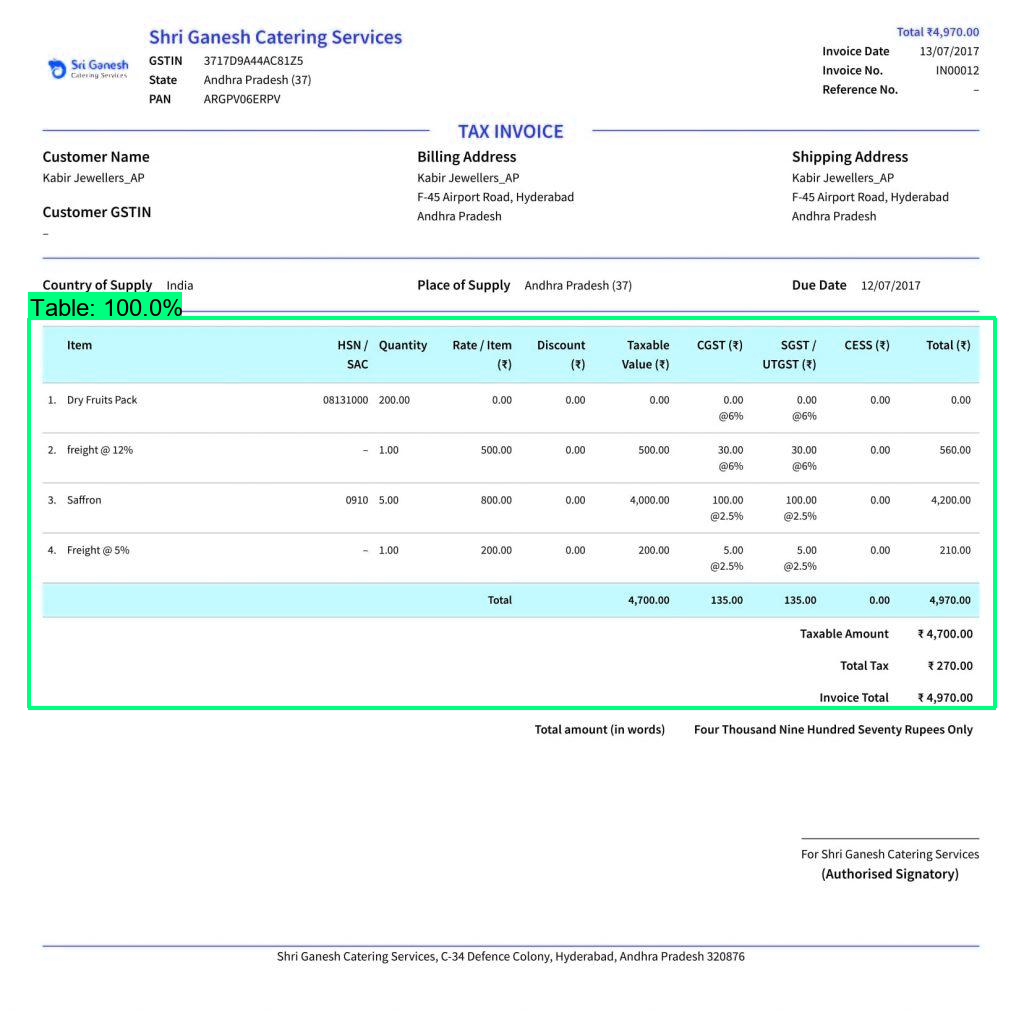 Shri Ganesh Catering Services
Sri Ganesh
Catering Services
GSTIN 3717D9A44AC81Z5
State Andhra Pradesh (37)
PAN ARGPV06ERPV
Total ₹4,970.00
Invoice Date 13/07/2017
Invoice No. IN00012
Reference No. –
TAX INVOICE
Customer Name
Kabir Jewellers_AP
Customer GSTIN
–
Billing Address
Kabir Jewellers_AP
F-45 Airport Road, Hyderabad
Andhra Pradesh
Shipping Address
Kabir Jewellers_AP
F-45 Airport Road, Hyderabad
Andhra Pradesh
Country of Supply India Place of Supply Andhra Pradesh (37) Due Date 12/07/2017
Table: 100.0%
Item HSN / Quantity Rate / Item Discount Taxable CGST (₹) SGST / CESS (₹) Total (₹)
SAC (₹) (₹) Value (₹) UTGST (₹)
1. Dry Fruits Pack 08131000 200.00 0.00 0.00 0.00 0.00 0.00 0.00 0.00
@6% @6%
2. freight @ 12% – 1.00 500.00 0.00 500.00 30.00 30.00 0.00 560.00
@6% @6%
3. Saffron 0910 5.00 800.00 0.00 4,000.00 100.00 100.00 0.00 4,200.00
@2.5% @2.5%
4. Freight @ 5% – 1.00 200.00 0.00 200.00 5.00 5.00 0.00 210.00
@2.5% @2.5%
Total 4,700.00 135.00 135.00 0.00 4,970.00
Taxable Amount ₹ 4,700.00
Total Tax ₹ 270.00
Invoice Total ₹ 4,970.00
Total amount (in words) Four Thousand Nine Hundred Seventy Rupees Only
For Shri Ganesh Catering Services
(Authorised Signatory)
Shri Ganesh Catering Services, C-34 Defence Colony, Hyderabad, Andhra Pradesh 320876